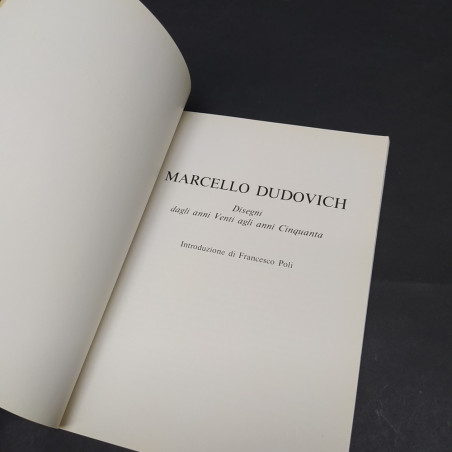 MARCELLO DUDOVICH
Disegni
dagli anni Venti agli anni Cinquanta
Introduzione di Francesco Poli